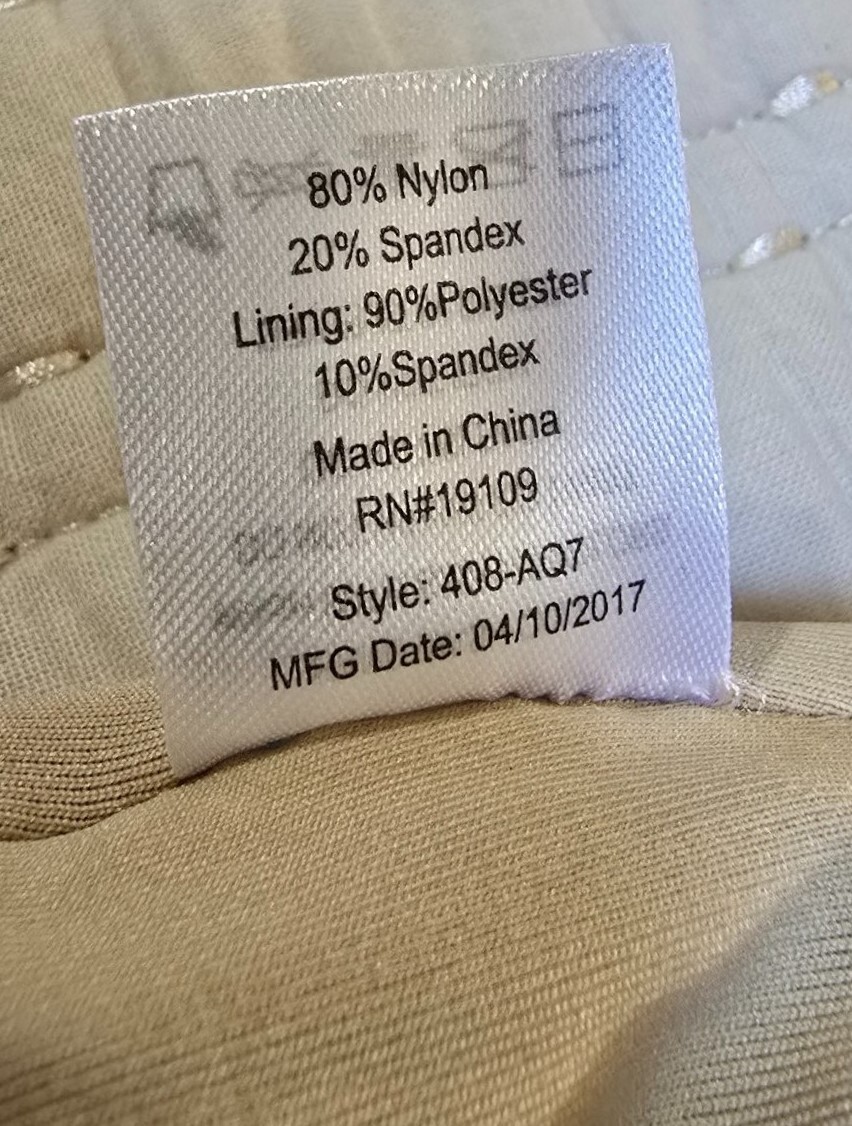 80% Nylon
20% Spandex
Lining: 90%Polyester
10%Spandex
Made in China
RN#19109
Style: 408-AQ7
MFG Date: 04/10/2017